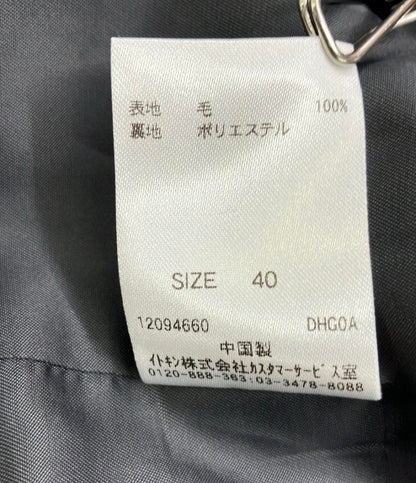 表地 毛 100%
裏地 ポリエステル
SIZE 40
12094660 DHG0A
中国製
イトキン株式会社カスタマーサービス室
0120-888-363:03-3478-8088